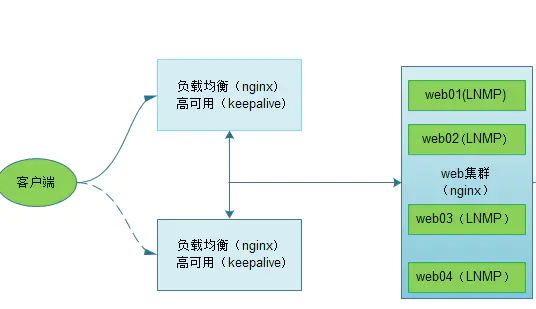 客户端
负载均衡（nginx）
高可用（keepalive）
负载均衡（nginx）
高可用（keepalive）
web01(LNMP)
web02(LNMP)
web集群
（nginx）
web03（LNMP）
web04（LNMP）